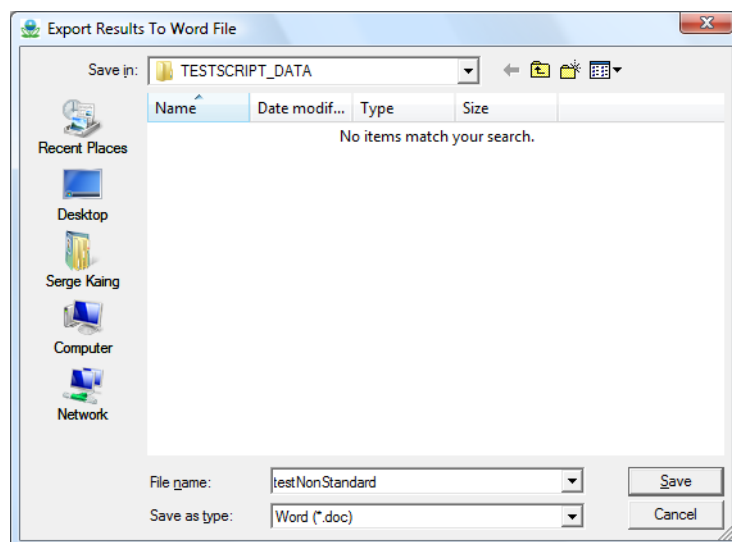 Export Results To Word File
X
Save in: TESTSCRIPT_DATA
Name Date modif... Type Size
No items match your search.
Recent Places
Desktop
Serge Kaing
Computer
Network
File name: testNonStandard Save
Save as type: Word (*.doc) Cancel